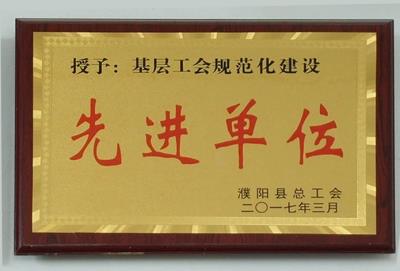 授予：基层工会规范化建设
先进单位
濮阳县总工会
二〇一七年三月